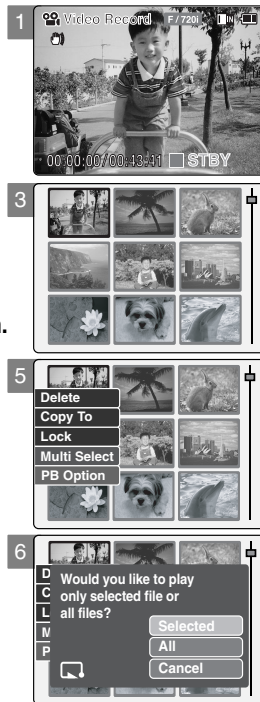 1
Video Record
F / 720i
IN
00:00:00/00:43:41 STBY
3
n.
5
Delete
Copy To
Lock
Multi Select
PB Option
6
D
C
L
M
P
Would you like to play
only selected file or
all files?
Selected
All
Cancel